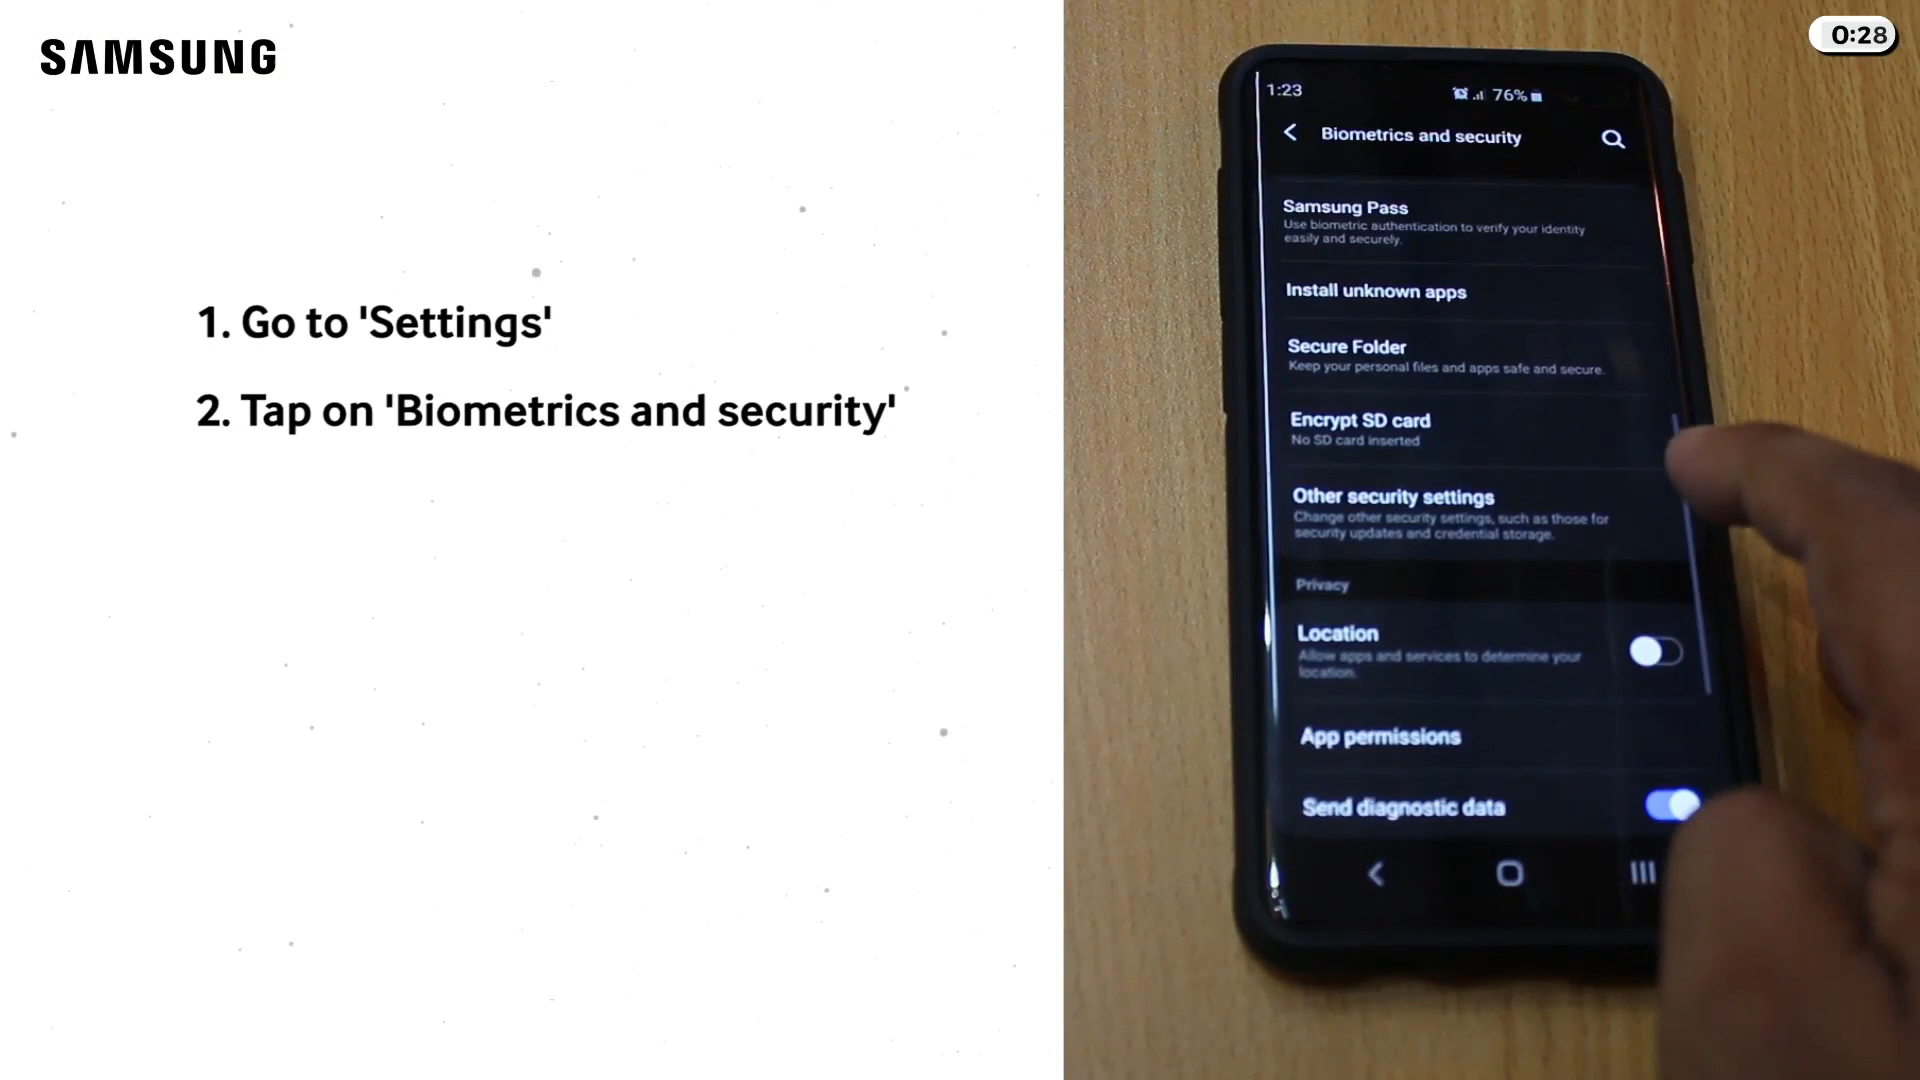 SAMSUNG
0:28
1. Go to 'Settings'
2. Tap on 'Biometrics and security'
1:23
76%
Biometrics and security
Samsung Pass
Use biometric authentication to verify your identity
easily and securely.
Install unknown apps
Secure Folder
Keep your personal files and apps safe and secure.
Encrypt SD card
No SD card inserted
Other security settings
Change other security settings, such as those for
security updates and credential storage.
Privacy
Location
Allow apps and services to determine your
location.
App permissions
Send diagnostic data